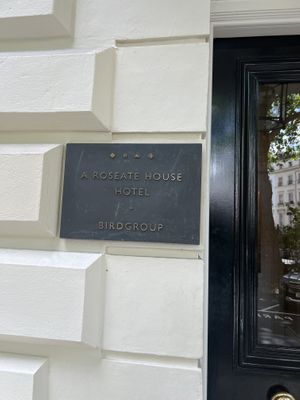 A ROSEATE HOUSE
HOTEL
-
BIRDGROUP